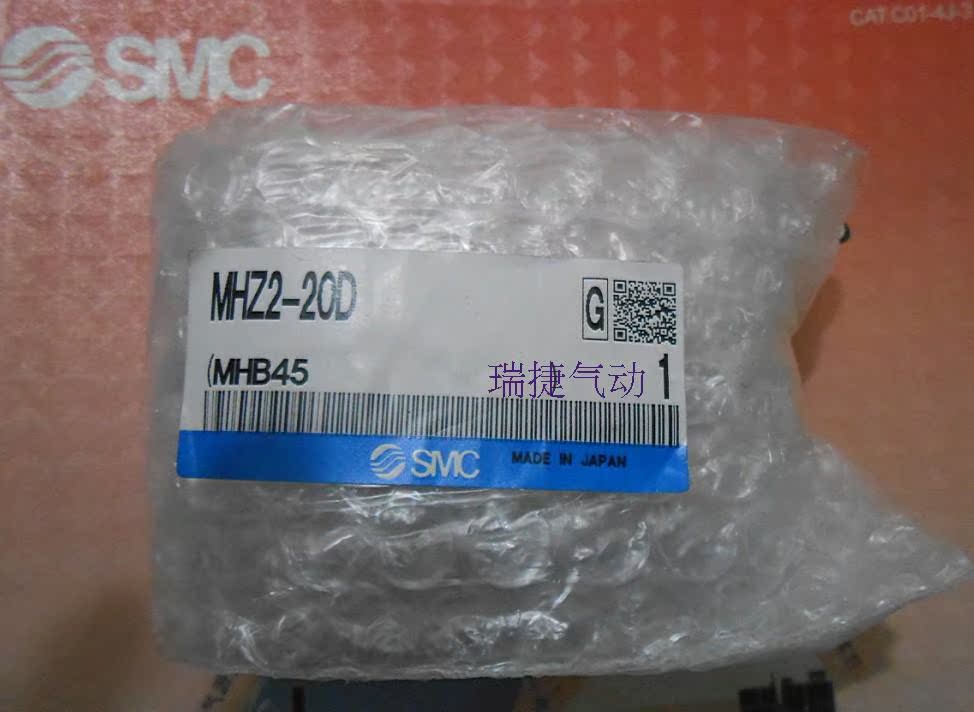 SMC
CAT.C01-4J-
MHZ2-20D
G
(MHB45
瑞捷气动
1
SMC
MADE IN JAPAN